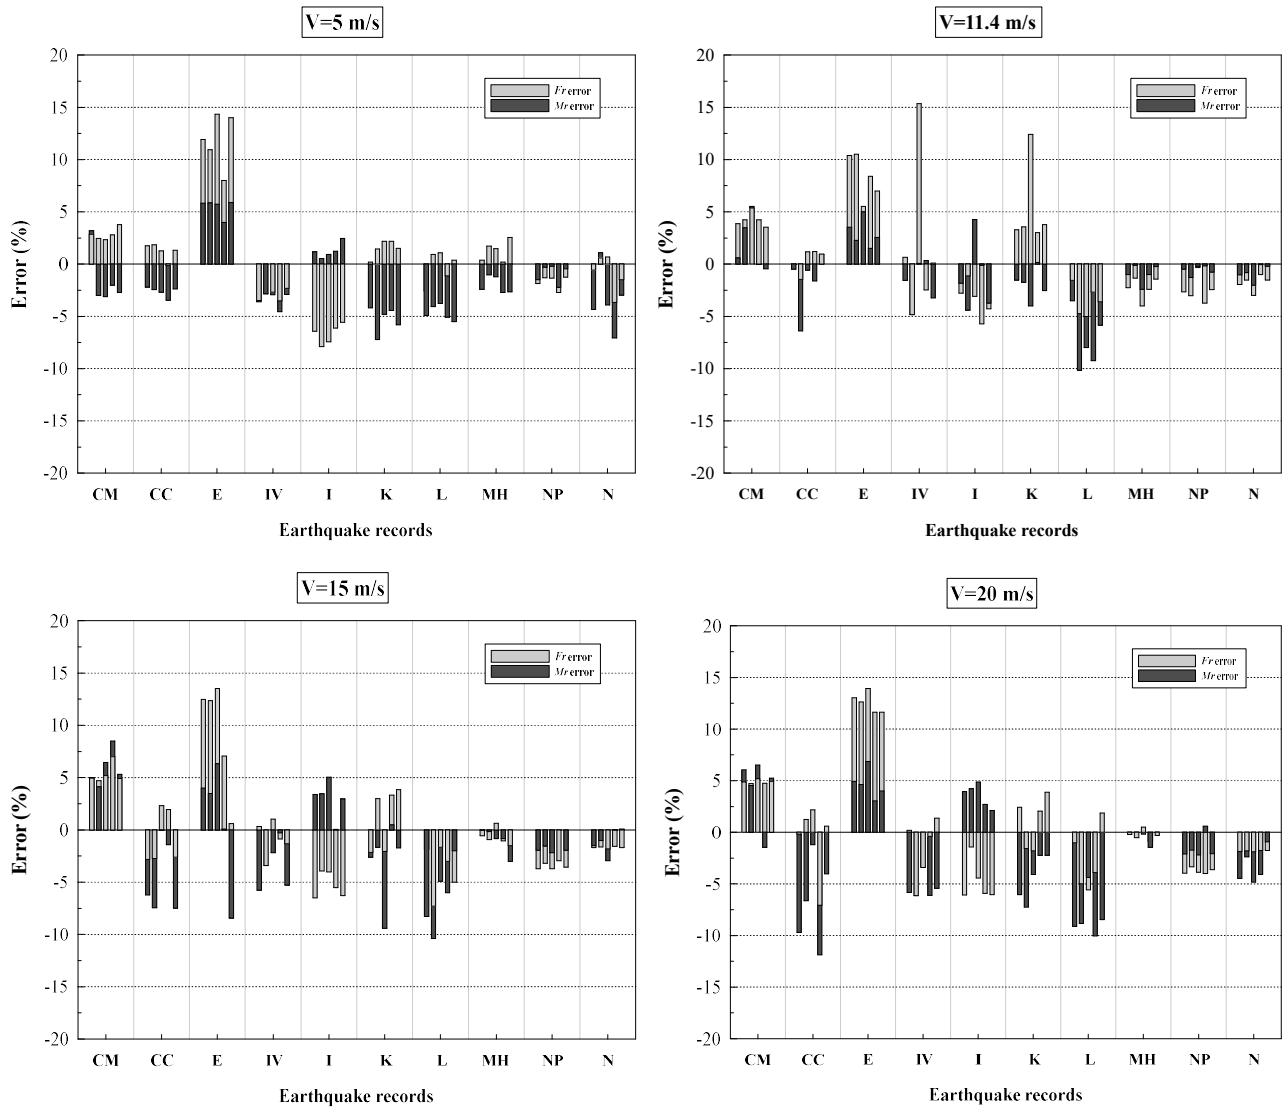 V=5 m/s
20
15
10
5
0
-5
-10
-15
-20
Error (%)
Fr error
Mr error
CM CC E IV I K L MH NP N
Earthquake records
V=11.4 m/s
20
15
10
5
0
-5
-10
-15
-20
Error (%)
Fr error
Mr error
CM CC E IV I K L MH NP N
Earthquake records
V=15 m/s
20
15
10
5
0
-5
-10
-15
-20
Error (%)
Fr error
Mr error
CM CC E IV I K L MH NP N
Earthquake records
V=20 m/s
20
15
10
5
0
-5
-10
-15
-20
Error (%)
Fr error
Mr error
CM CC E IV I K L MH NP N
Earthquake records